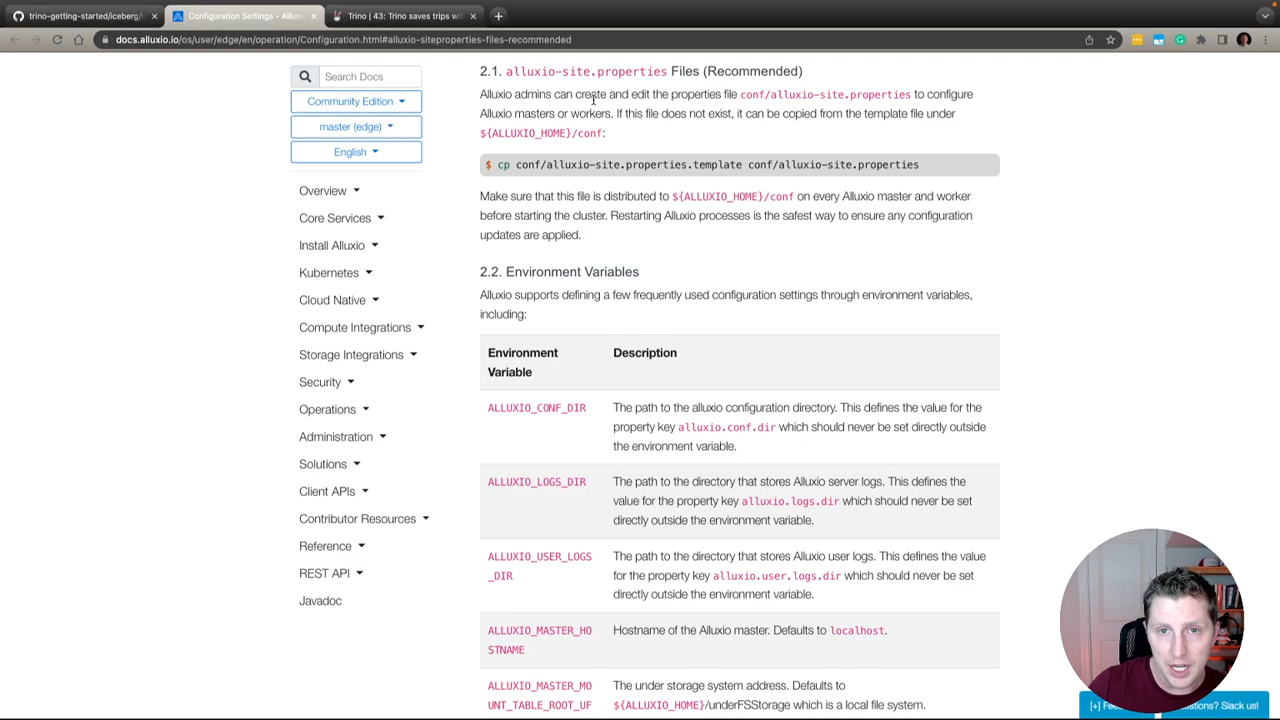 trino-getting-started/iceberg/
Configuration Settings - Allux
Trino | 43: Trino saves trips wit
docs.alluxio.io/os/user/edge/en/operation/Configuration.html#alluxio-siteproperties-files-recommended
Search Docs
Community Edition
master (edge)
English
Overview
Core Services
Install Alluxio
Kubernetes
Cloud Native
Compute Integrations
Storage Integrations
Security
Operations
Administration
Solutions
Client APIs
Contributor Resources
Reference
REST API
Javadoc
2.1. alluxio-site.properties Files (Recommended)
Alluxio admins can create and edit the properties file conf/alluxio-site.properties to configure
Alluxio masters or workers. If this file does not exist, it can be copied from the template file under
${ALLUXIO_HOME}/conf:
$ cp conf/alluxio-site.properties.template conf/alluxio-site.properties
Make sure that this file is distributed to ${ALLUXIO_HOME}/conf on every Alluxio master and worker
before starting the cluster. Restarting Alluxio processes is the safest way to ensure any configuration
updates are applied.
2.2. Environment Variables
Alluxio supports defining a few frequently used configuration settings through environment variables,
including:
Environment
Variable
Description
ALLUXIO_CONF_DIR
The path to the alluxio configuration directory. This defines the value for the
property key alluxio.conf.dir which should never be set directly outside
the environment variable.
ALLUXIO_LOGS_DIR
The path to the directory that stores Alluxio server logs. This defines the
value for the property key alluxio.logs.dir which should never be set
directly outside the environment variable.
ALLUXIO_USER_LOGS
_DIR
The path to the directory that stores Alluxio user logs. This defines the value
for the property key alluxio.user.logs.dir which should never be set
directly outside the environment variable.
ALLUXIO_MASTER_HO
STNAME
Hostname of the Alluxio master. Defaults to localhost.
ALLUXIO_MASTER_MO
UNT_TABLE_ROOT_UF
The under storage system address. Defaults to
${ALLUXIO_HOME}/underFSStorage which is a local file system.
[+] Fee
estions? Slack us!